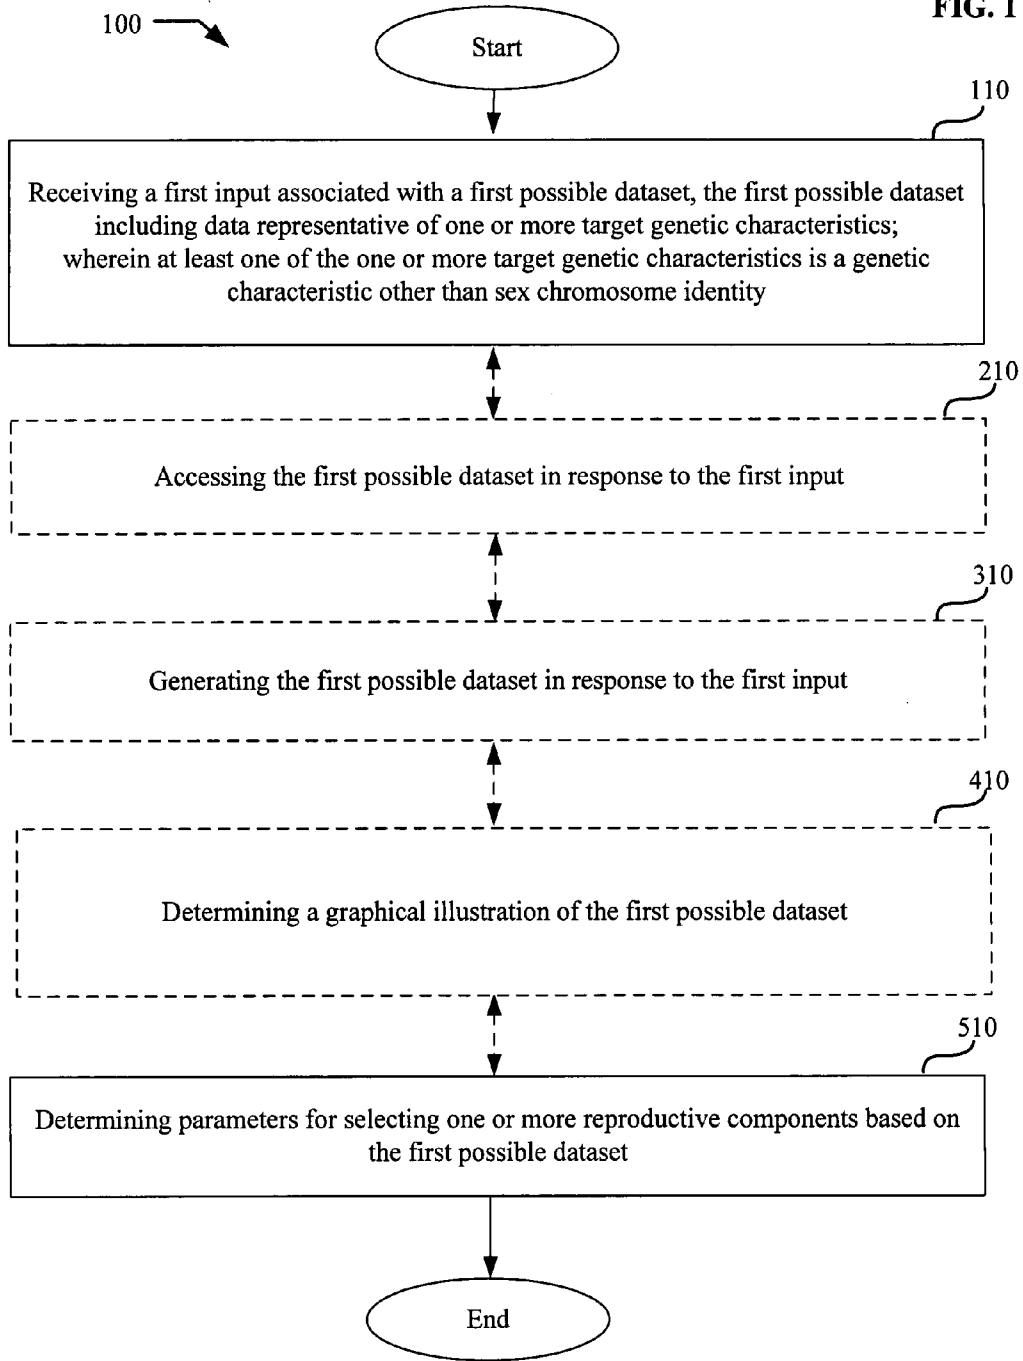 FIG. 1
100
Start
110
Receiving a first input associated with a first possible dataset, the first possible dataset
including data representative of one or more target genetic characteristics;
wherein at least one of the one or more target genetic characteristics is a genetic
characteristic other than sex chromosome identity
210
Accessing the first possible dataset in response to the first input
310
Generating the first possible dataset in response to the first input
410
Determining a graphical illustration of the first possible dataset
510
Determining parameters for selecting one or more reproductive components based on
the first possible dataset
End